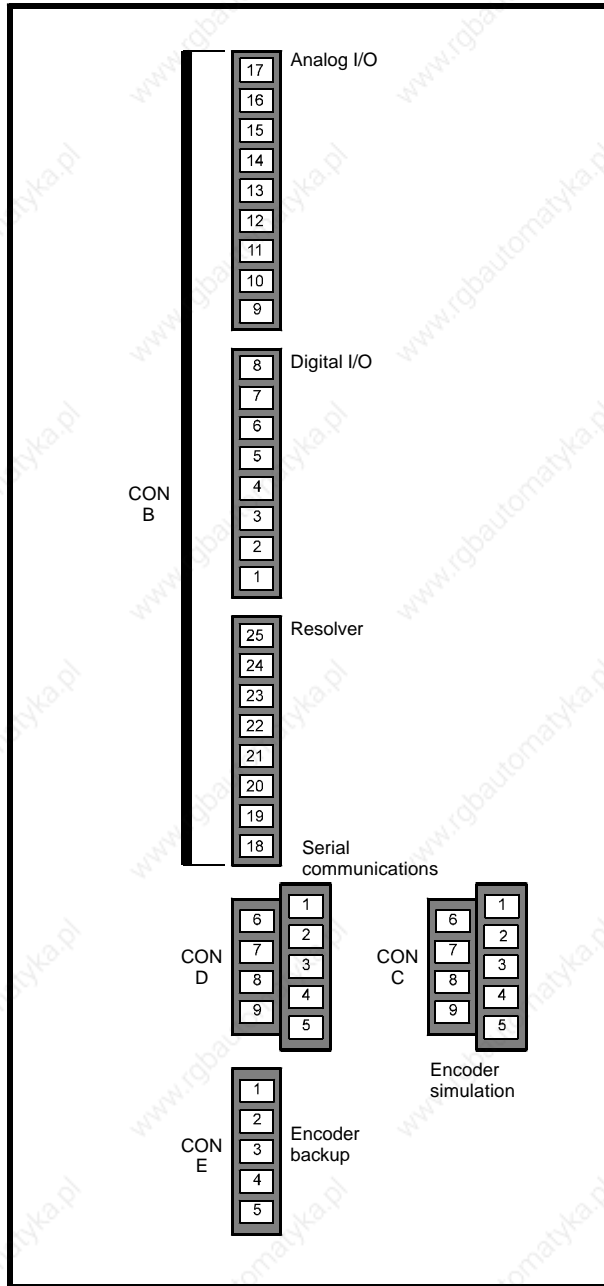 Analog I/O
17
16
15
14
13
12
11
10
9
Digital I/O
8
7
6
5
4
3
2
1
CON
B
Resolver
25
24
23
22
21
20
19
18
Serial
communications
CON
D
6
7
8
9
1
2
3
4
5
CON
C
6
7
8
9
1
2
3
4
5
Encoder
simulation
CON
E
1
2
3
4
5
Encoder
backup
www.rgbautomatyka.pl